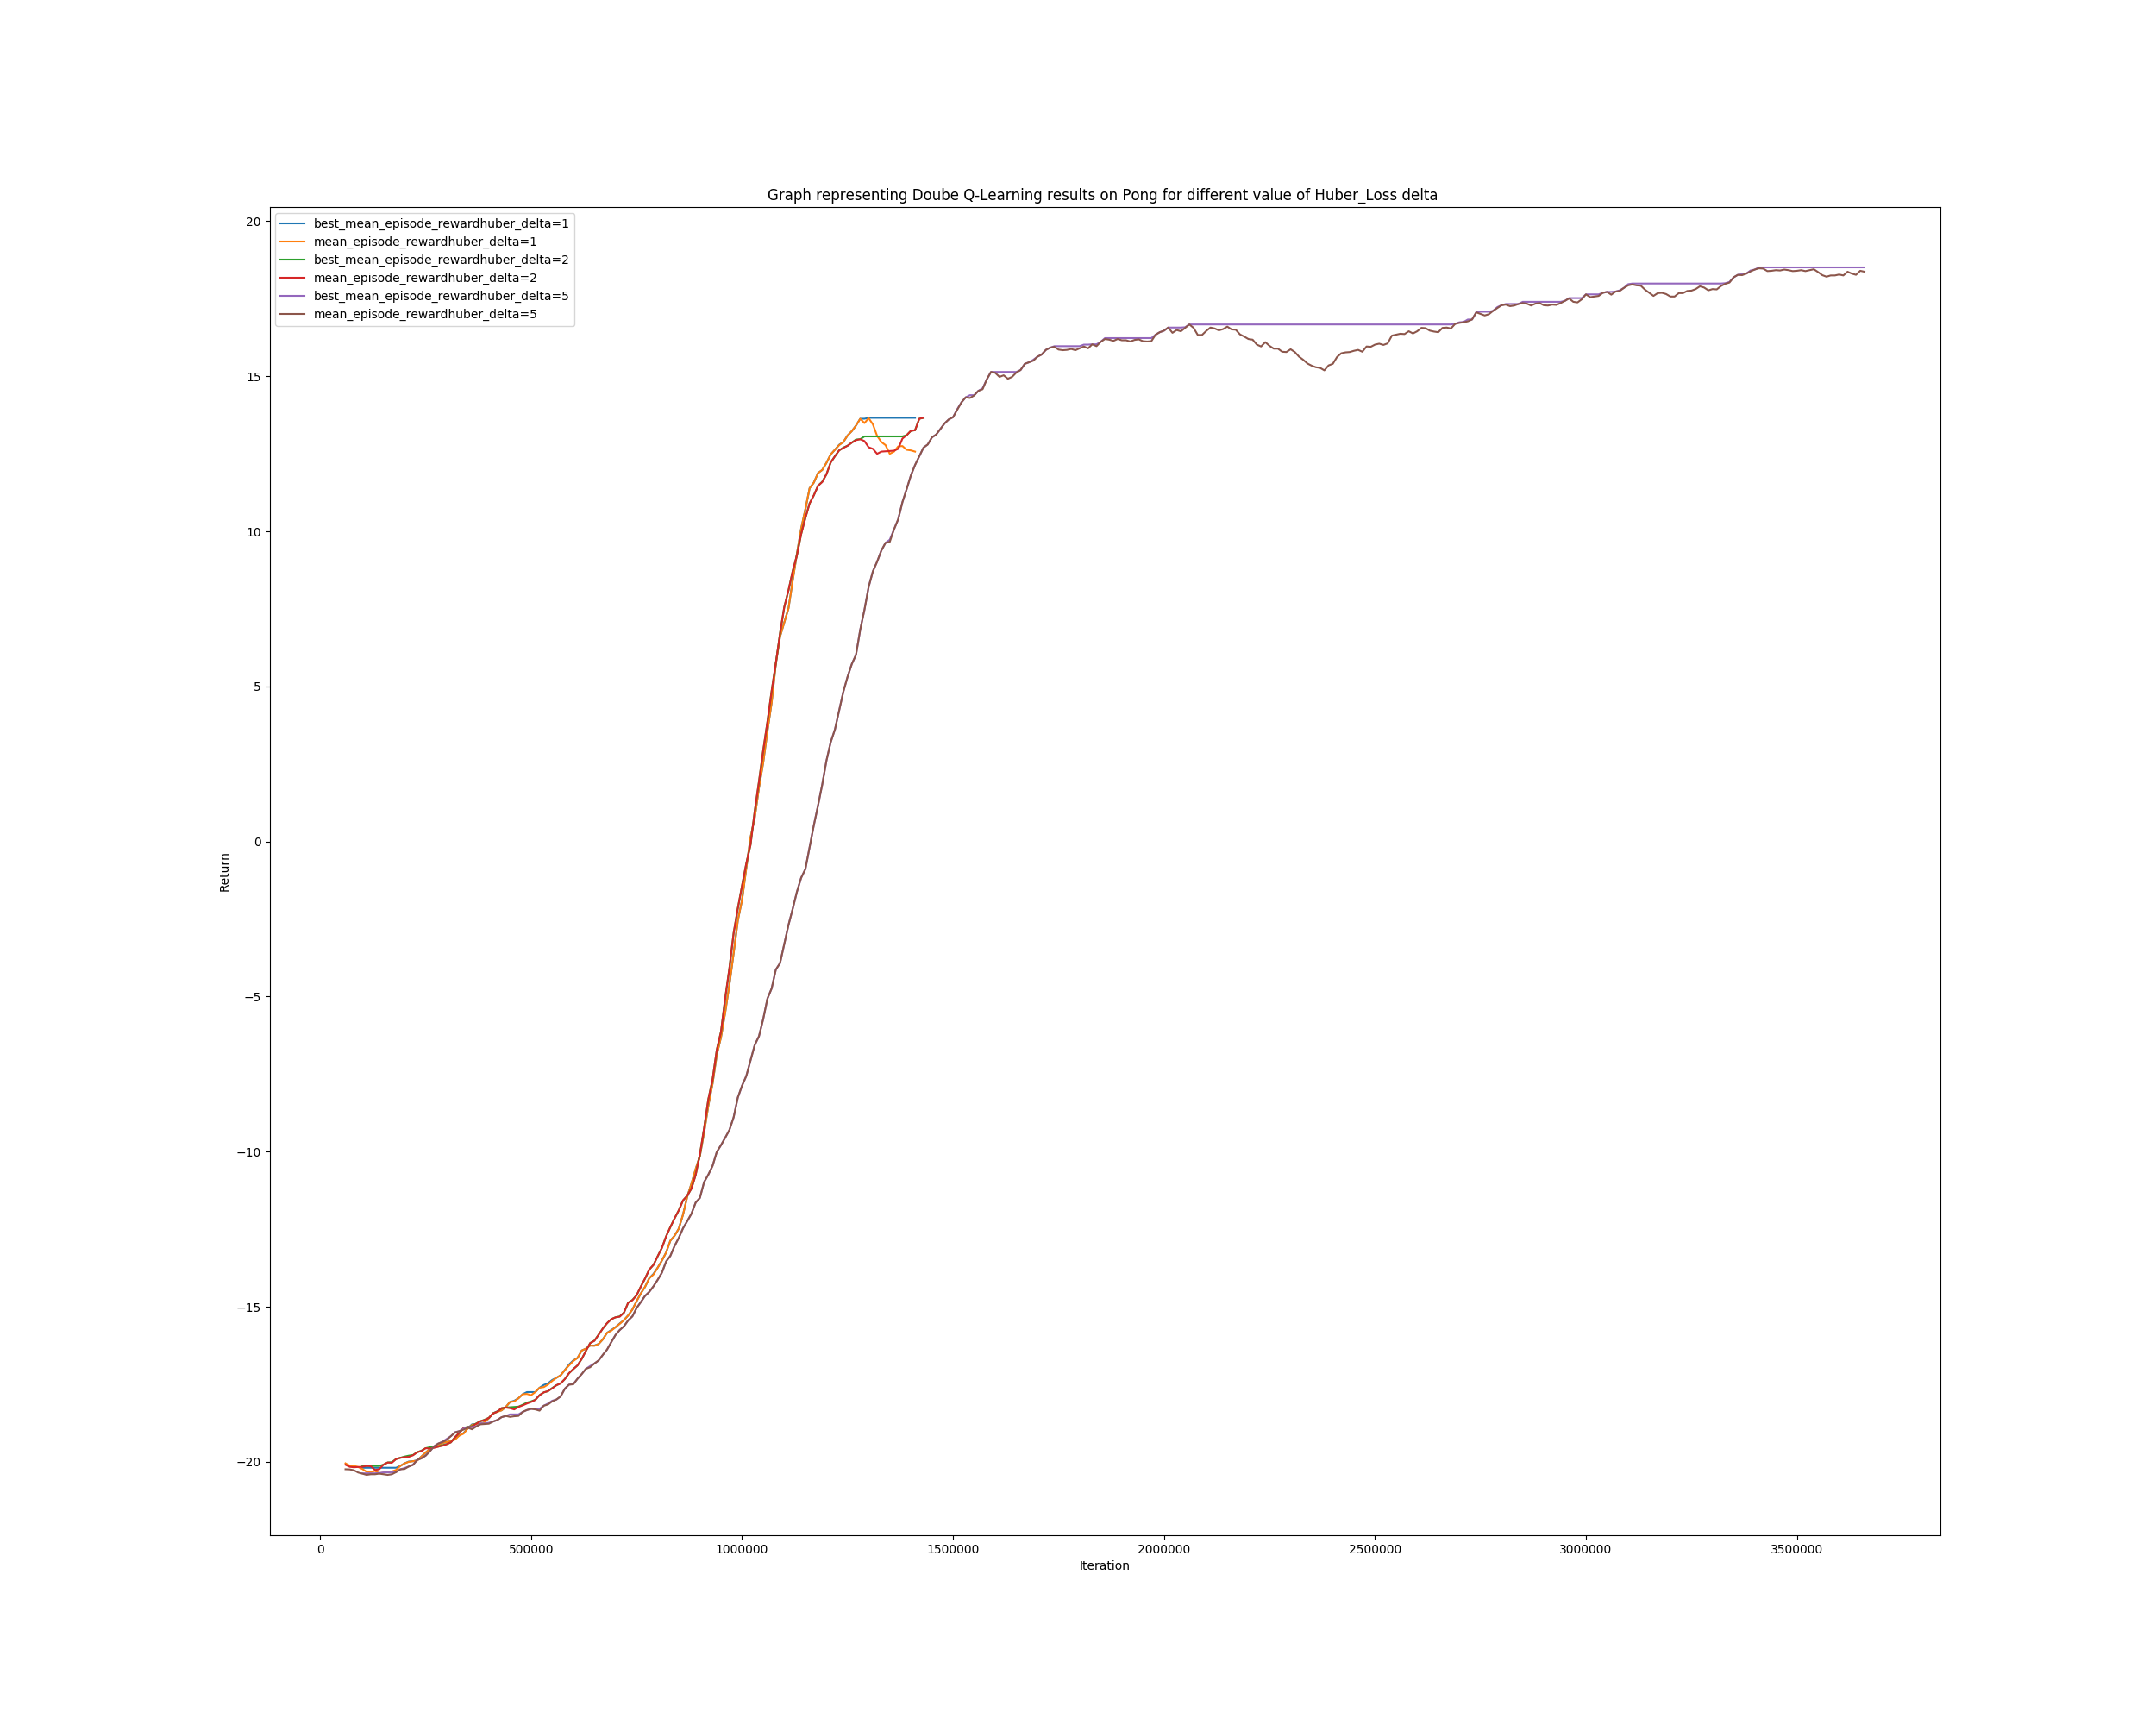 Graph representing Doube Q-Learning results on Pong for different value of Huber_Loss delta
best_mean_episode_rewardhuber_delta=1
mean_episode_rewardhuber_delta=1
best_mean_episode_rewardhuber_delta=2
mean_episode_rewardhuber_delta=2
best_mean_episode_rewardhuber_delta=5
mean_episode_rewardhuber_delta=5
20
15
10
5
0
−5
−10
−15
−20
Return
0 500000 1000000 1500000 2000000 2500000 3000000 3500000
Iteration